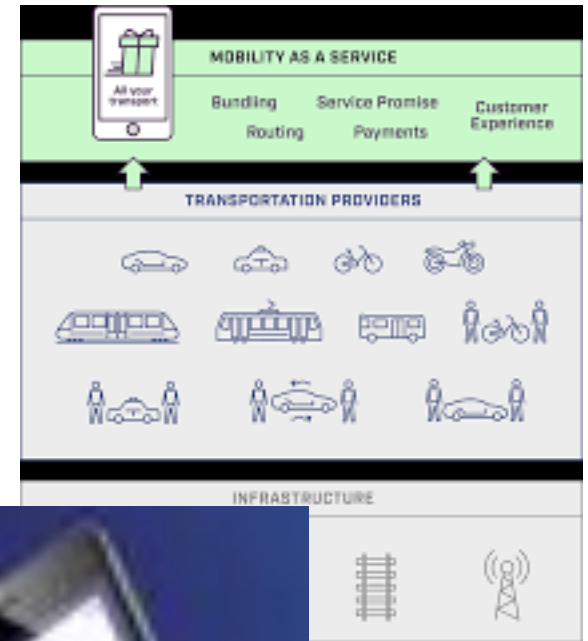 MOBILITY AS A SERVICE
All your
transport
Bundling Service Promise Customer
Experience
Routing Payments
TRANSPORTATION PROVIDERS
INFRASTRUCTURE